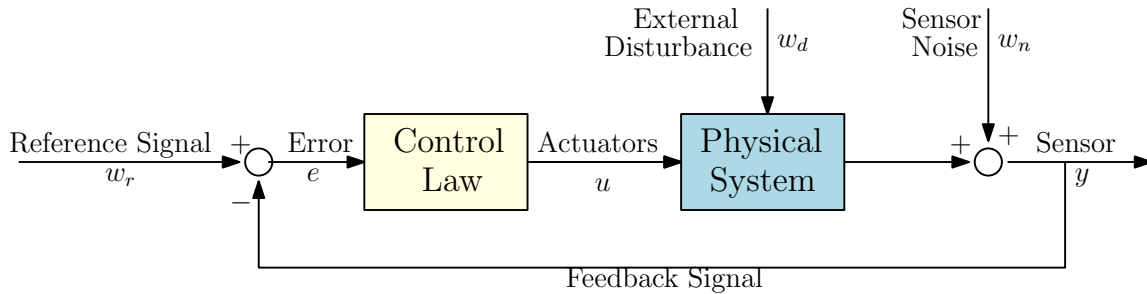 External
Disturbance
w_d
Sensor
Noise
w_n
Reference Signal
w_r
+
−
Error
e
Control
Law
Actuators
u
Physical
System
+
+
Sensor
y
Feedback Signal